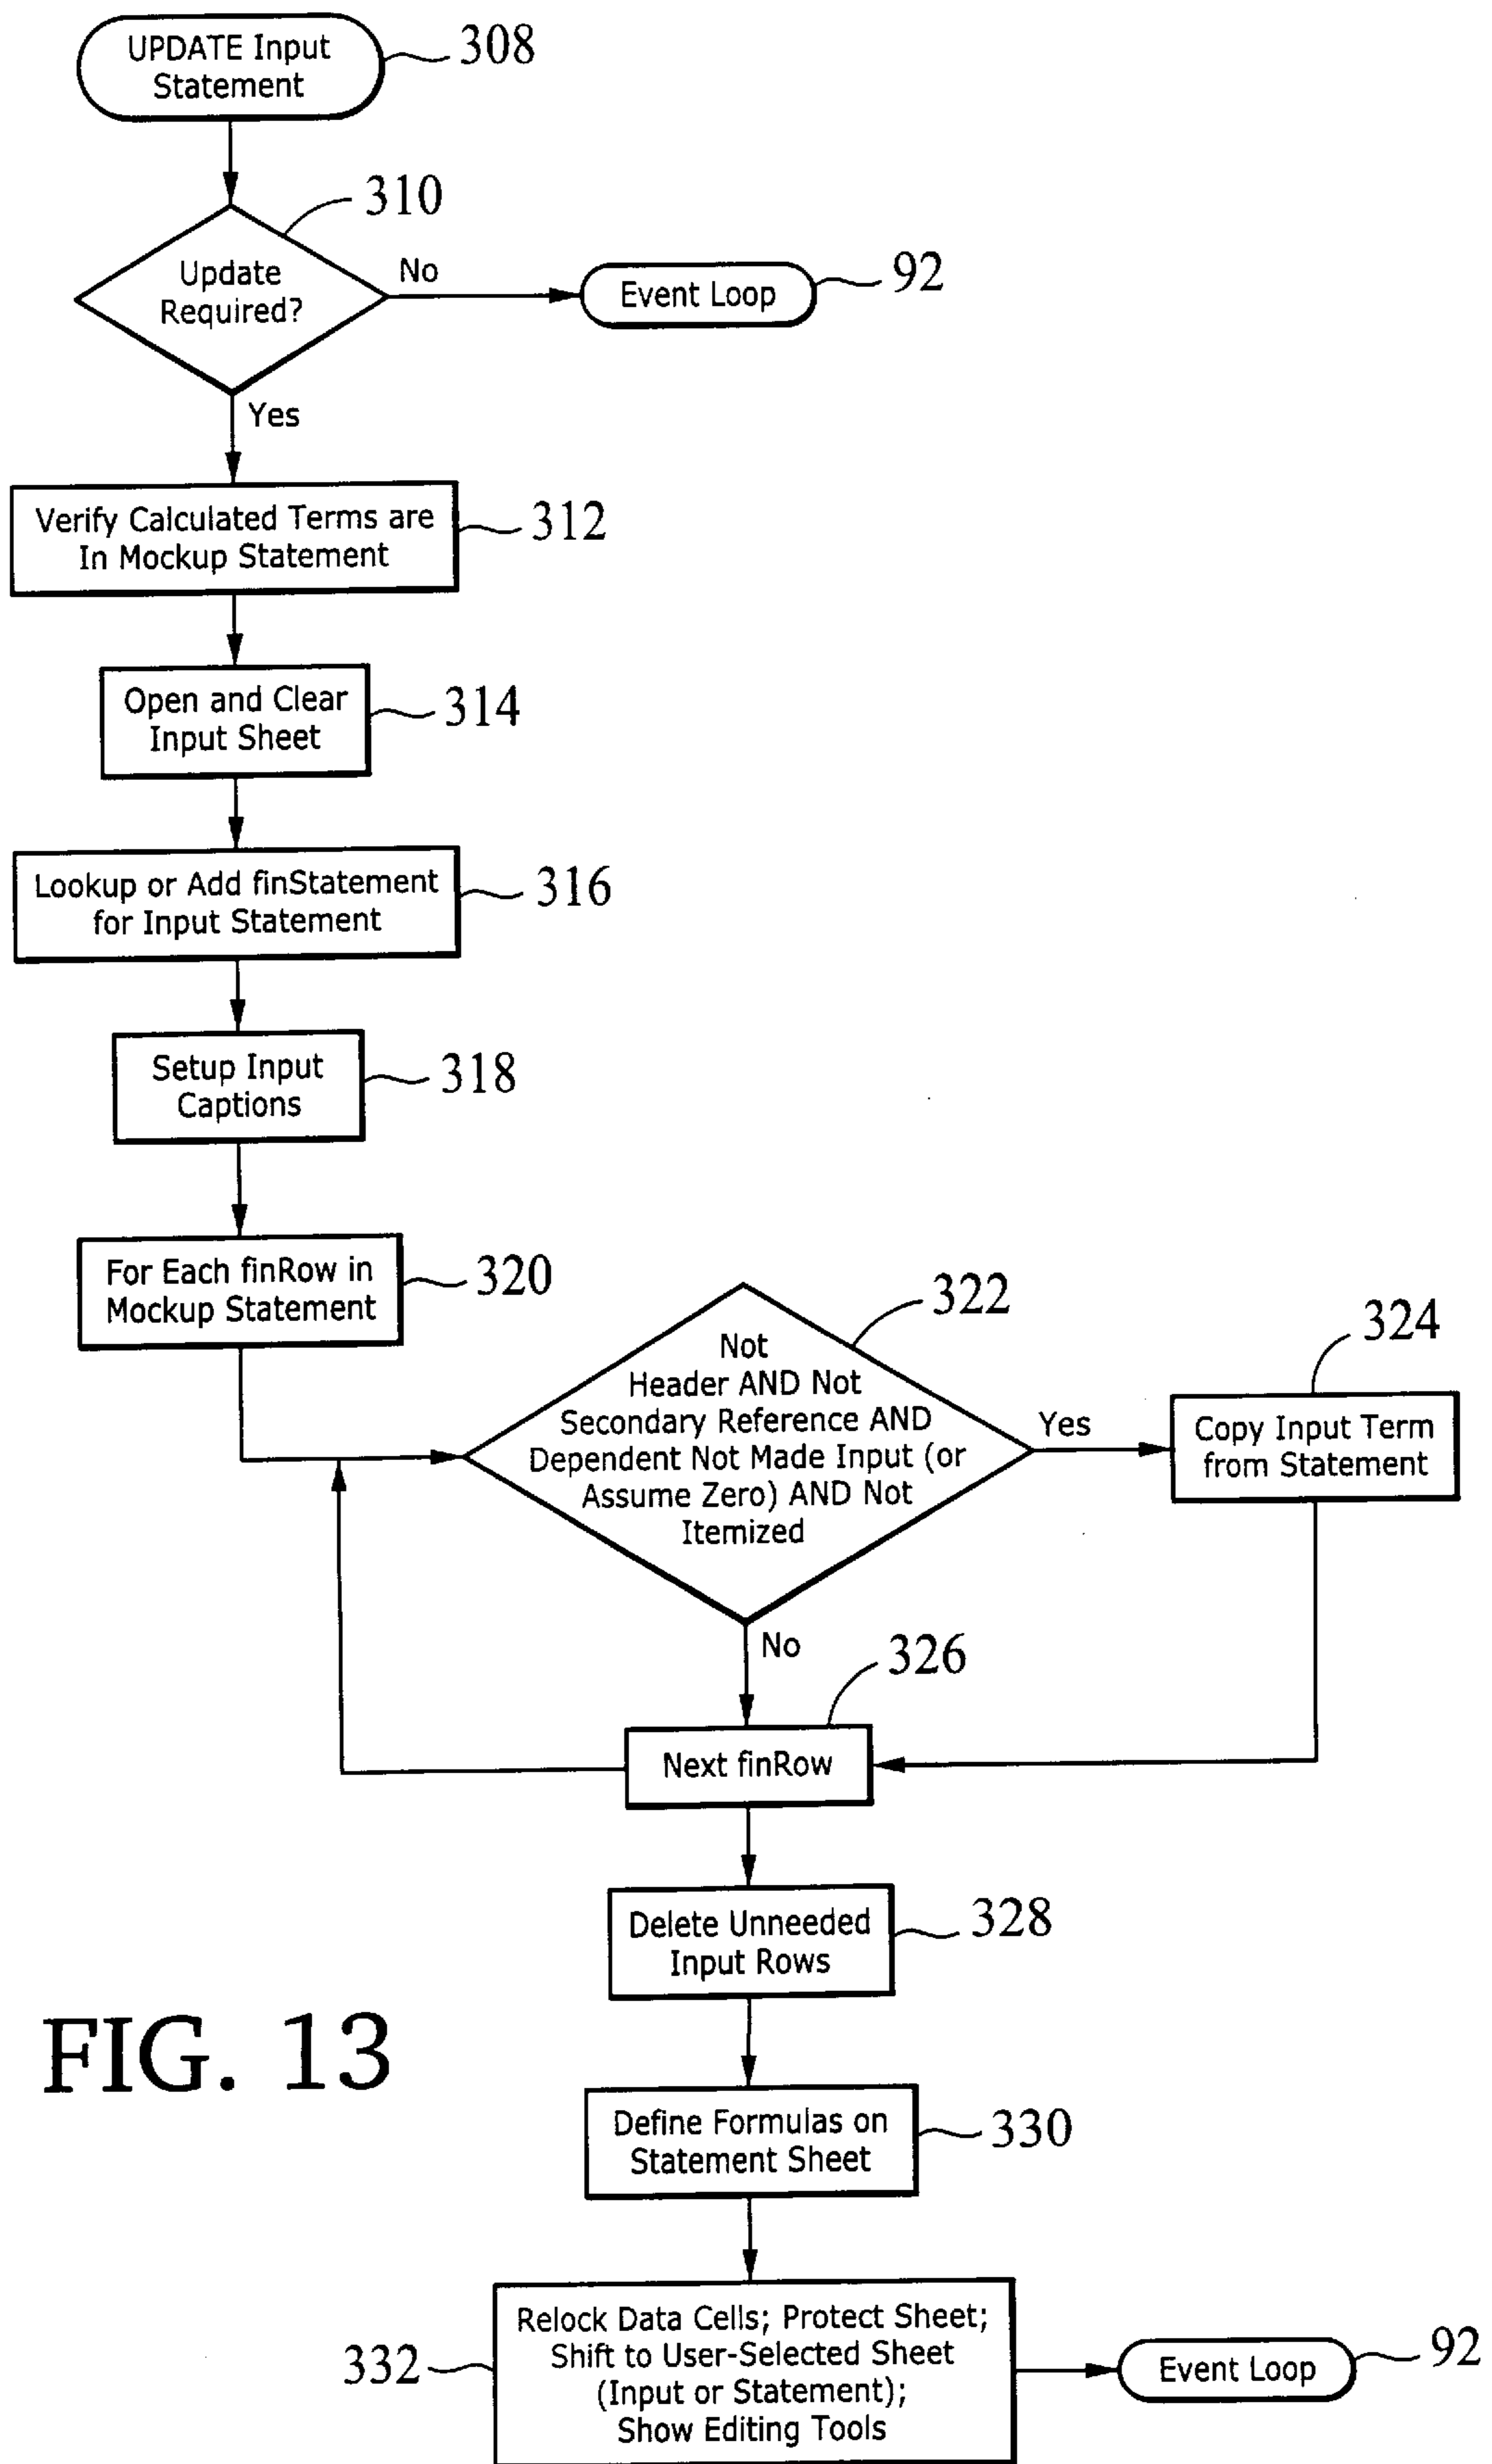 UPDATE Input
Statement
308
310
Update
Required?
No
Event Loop
92
Yes
Verify Calculated Terms are
In Mockup Statement
312
Open and Clear
Input Sheet
314
Lookup or Add finStatement
for Input Statement
316
Setup Input
Captions
318
For Each finRow in
Mockup Statement
320
322
Not
Header AND Not
Secondary Reference AND
Dependent Not Made Input (or
Assume Zero) AND Not
Itemized
Yes
324
Copy Input Term
from Statement
No
326
Next finRow
Delete Unneeded
Input Rows
328
FIG. 13
Define Formulas on
Statement Sheet
330
332
Relock Data Cells; Protect Sheet;
Shift to User-Selected Sheet
(Input or Statement);
Show Editing Tools
Event Loop
92